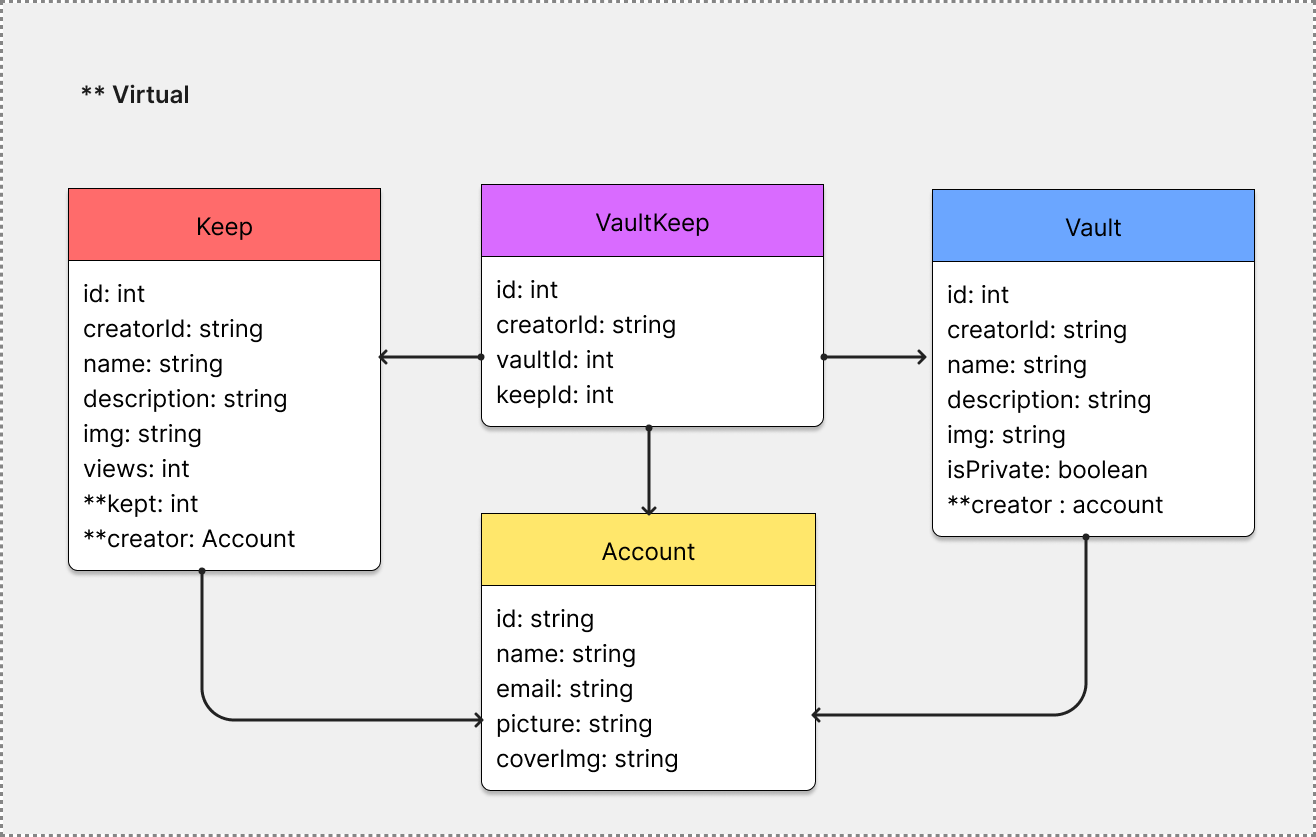 ** Virtual
Keep
id: int
creatorId: string
name: string
description: string
img: string
views: int
**kept: int
**creator: Account
VaultKeep
id: int
creatorId: string
vaultId: int
keepId: int
Vault
id: int
creatorId: string
name: string
description: string
img: string
isPrivate: boolean
**creator : account
Account
id: string
name: string
email: string
picture: string
coverImg: string